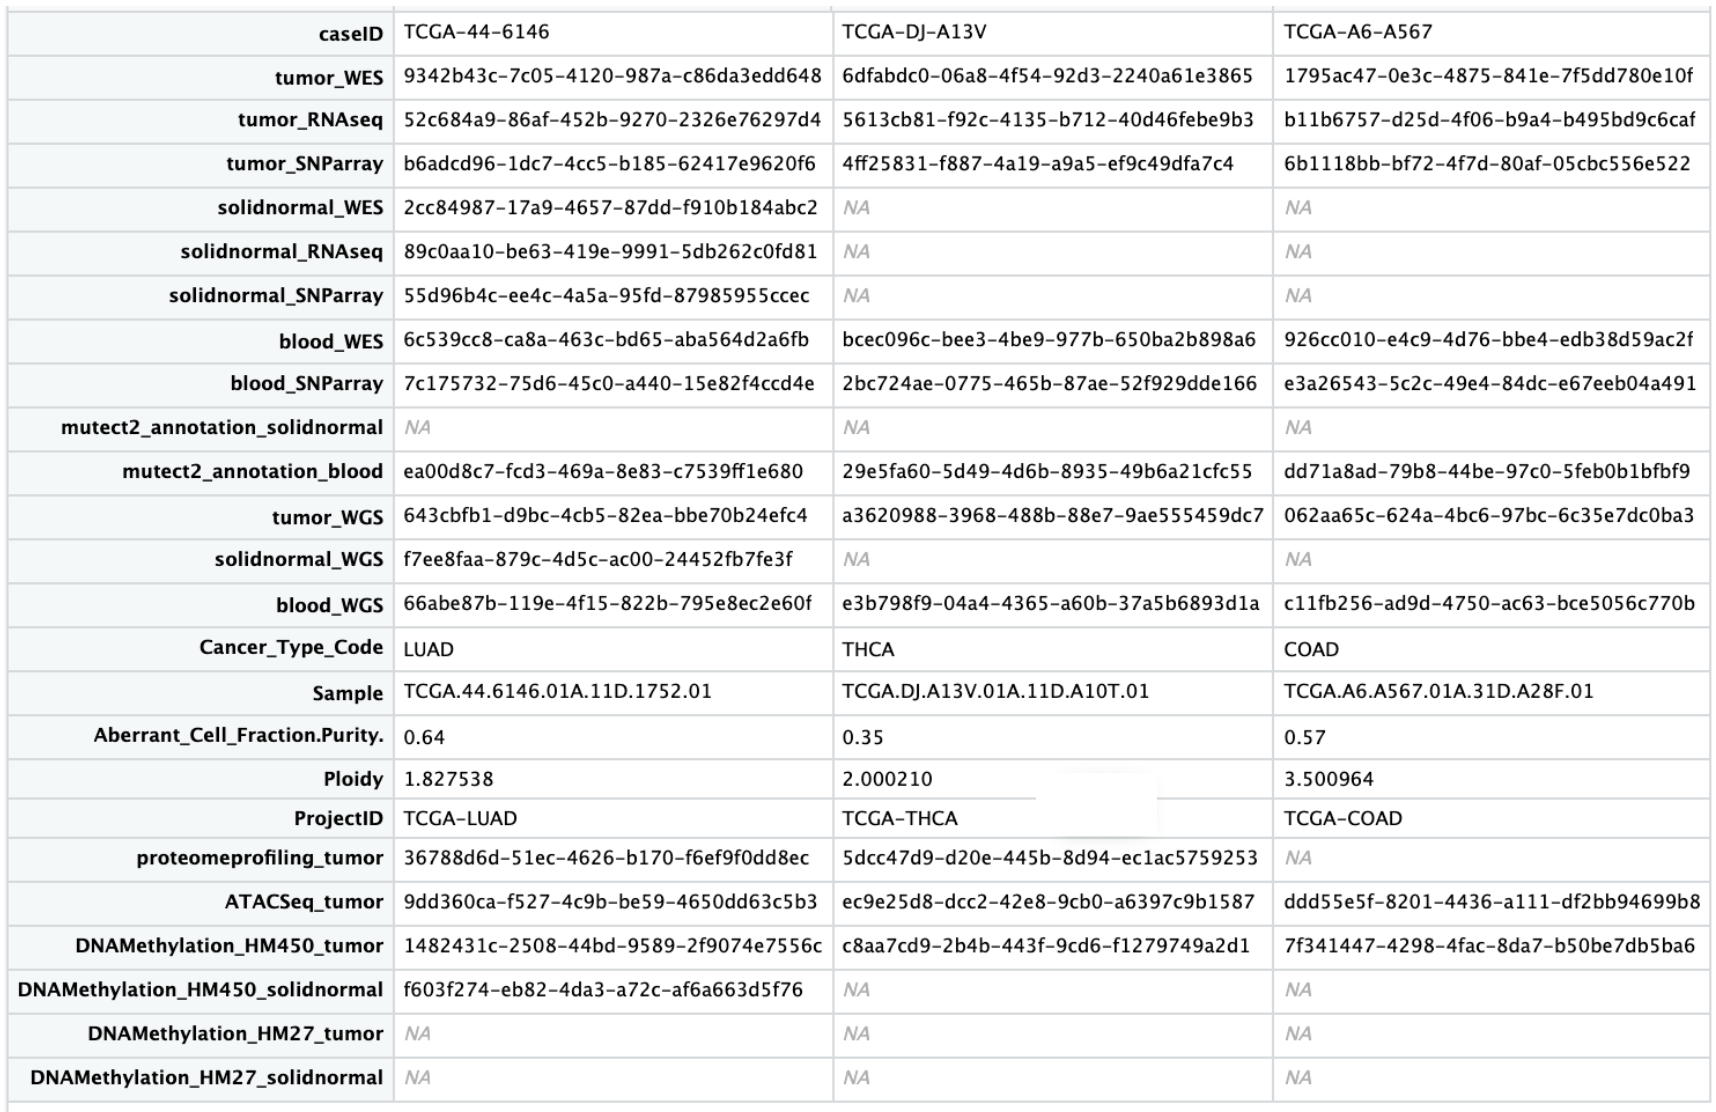 caseID TCGA-44-6146 TCGA-DJ-A13V TCGA-A6-A567
tumor_WES 9342b43c-7c05-4120-987a-c86da3edd648 6dfabdc0-06a8-4f54-92d3-2240a61e3865 1795ac47-0e3c-4875-841e-7f5dd780e10f
tumor_RNAseq 52c684a9-86af-452b-9270-2326e76297d4 5613cb81-f92c-4135-b712-40d46febe9b3 b11b6757-d25d-4f06-b9a4-b495bd9c6caf
tumor_SNParray b6adcd96-1dc7-4cc5-b185-62417e9620f6 4ff25831-f887-4a19-a9a5-ef9c49dfa7c4 6b1118bb-bf72-4f7d-80af-05cbc556e522
solidnormal_WES 2cc84987-17a9-4657-87dd-f910b184abc2 NA NA
solidnormal_RNAseq 89c0aa10-be63-419e-9991-5db262c0fd81 NA NA
solidnormal_SNParray 55d96b4c-ee4c-4a5a-95fd-87985955ccec NA NA
blood_WES 6c539cc8-ca8a-463c-bd65-aba564d2a6fb bcec096c-bee3-4be9-977b-650ba2b898a6 926cc010-e4c9-4d76-bbe4-edb38d59ac2f
blood_SNParray 7c175732-75d6-45c0-a440-15e82f4ccd4e 2bc724ae-0775-465b-87ae-52f929dde166 e3a26543-5c2c-49e4-84dc-e67eeb04a491
mutect2_annotation_solidnormal NA NA NA
mutect2_annotation_blood ea00d8c7-fcd3-469a-8e83-c7539ff1e680 29e5fa60-5d49-4d6b-8935-49b6a21cfc55 dd71a8ad-79b8-44be-97c0-5feb0b1bfbf9
tumor_WGS 643cbfb1-d9bc-4cb5-82ea-bbe70b24efc4 a3620988-3968-488b-88e7-9ae555459dc7 062aa65c-624a-4bc6-97bc-6c35e7dc0ba3
solidnormal_WGS f7ee8faa-879c-4d5c-ac00-24452fb7fe3f NA NA
blood_WGS 66abe87b-119e-4f15-822b-795e8ec2e60f e3b798f9-04a4-4365-a60b-37a5b6893d1a c11fb256-ad9d-4750-ac63-bce5056c770b
Cancer_Type_Code LUAD THCA COAD
Sample TCGA.44.6146.01A.11D.1752.01 TCGA.DJ.A13V.01A.11D.A10T.01 TCGA.A6.A567.01A.31D.A28F.01
Aberrant_Cell_Fraction.Purity. 0.64 0.35 0.57
Ploidy 1.827538 2.000210 3.500964
ProjectID TCGA-LUAD TCGA-THCA TCGA-COAD
proteomeprofiling_tumor 36788d6d-51ec-4626-b170-f6ef9f0dd8ec 5dcc47d9-d20e-445b-8d94-ec1ac5759253 NA
ATACSeq_tumor 9dd360ca-f527-4c9b-be59-4650dd63c5b3 ec9e25d8-dcc2-42e8-9cb0-a6397c9b1587 ddd55e5f-8201-4436-a111-df2bb94699b8
DNAMethylation_HM450_tumor 1482431c-2508-44bd-9589-2f9074e7556c c8aa7cd9-2b4b-443f-9cd6-f1279749a2d1 7f341447-4298-4fac-8da7-b50be7db5ba6
DNAMethylation_HM450_solidnormal f603f274-eb82-4da3-a72c-af6a663d5f76 NA NA
DNAMethylation_HM27_tumor NA NA NA
DNAMethylation_HM27_solidnormal NA NA NA